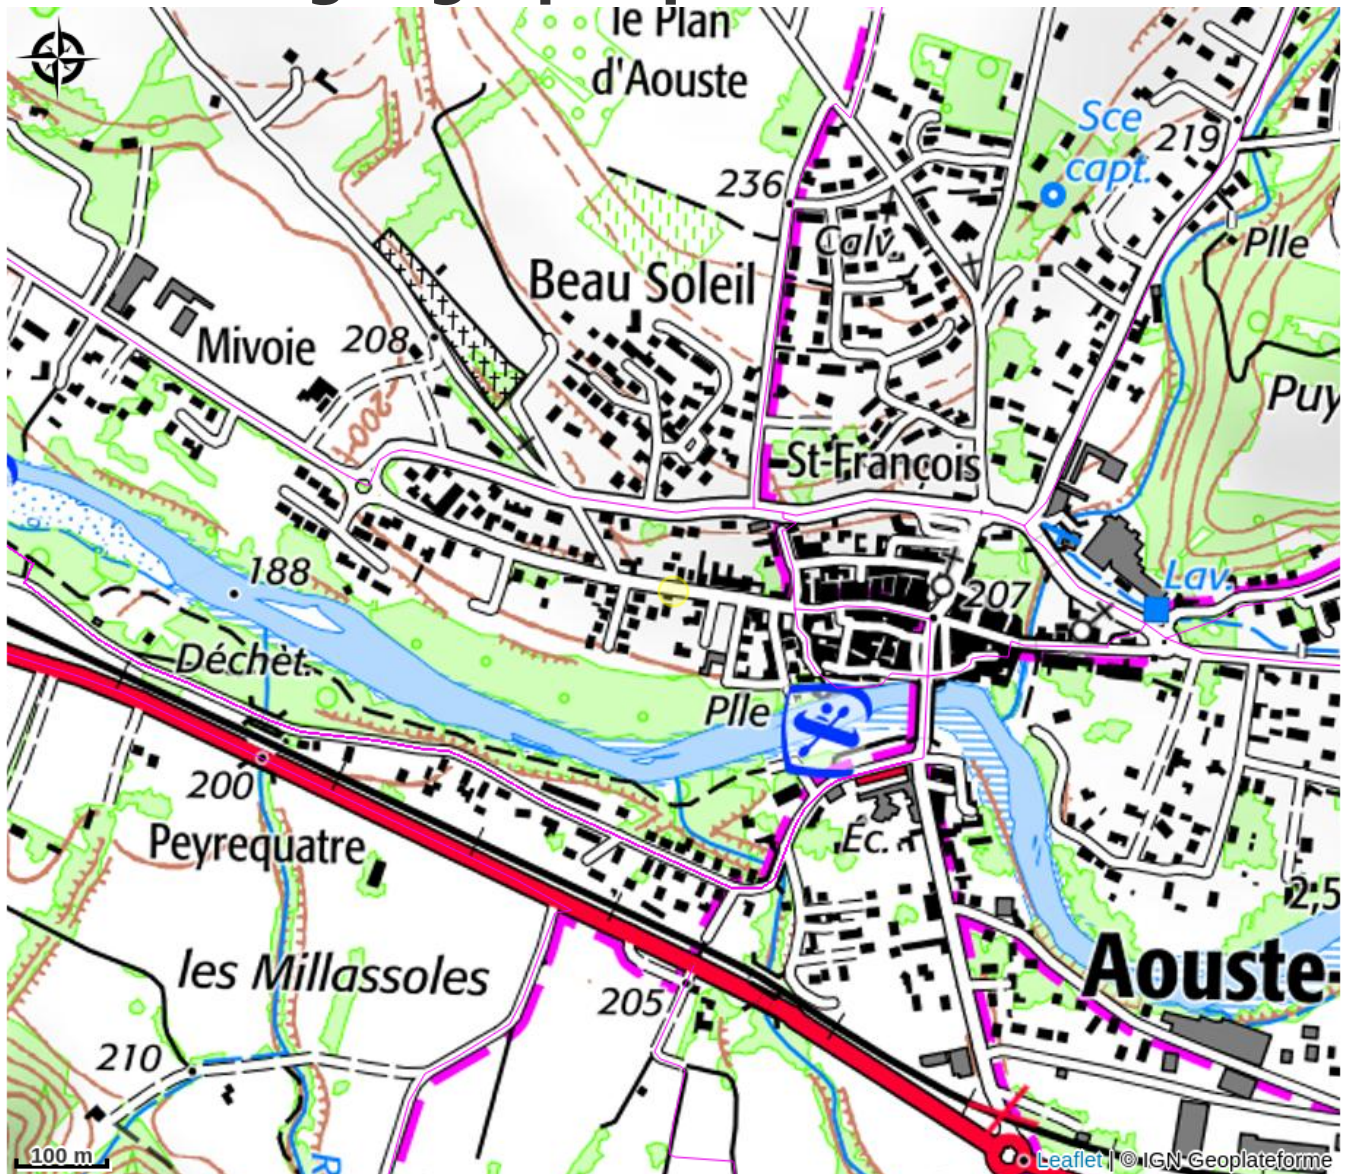 le Plan
d'Aouste
Sce
capt.
219
236
Calv.
Plle
Beau Soleil
Mivoie
208
200
Puy
St-François
188
207
Lav.
Déchèt.
Plle
200
Peyrequatre
Éc.
2,5
les Millassoles
Aouste-
205
210
100 m
R
Leaflet | © IGN Geoplateforme